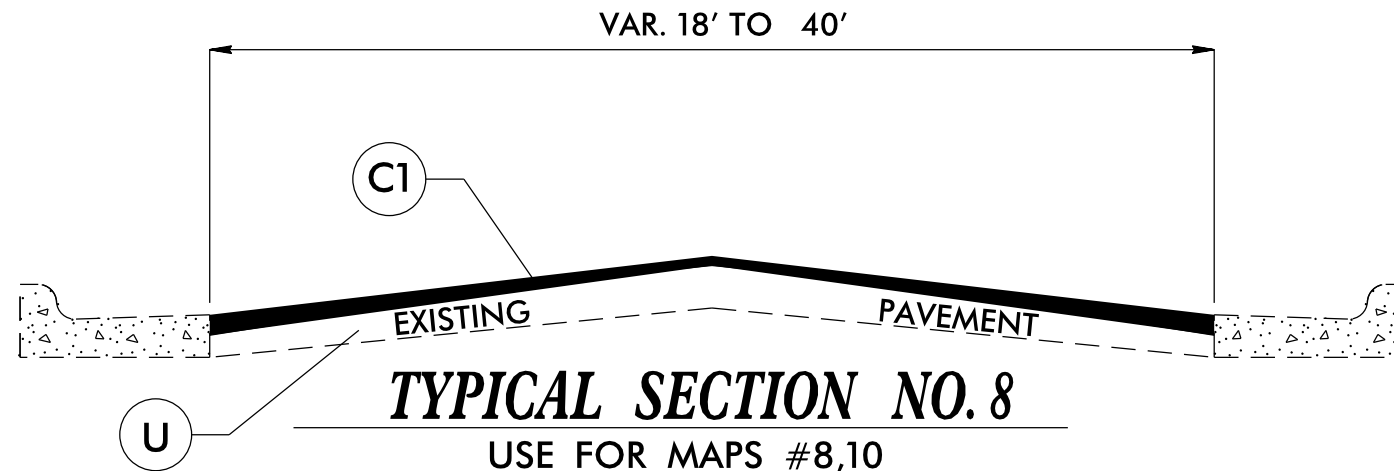 VAR. 18' TO 40'
C1
EXISTING
PAVEMENT
U
TYPICAL SECTION NO. 8
USE FOR MAPS #8,10